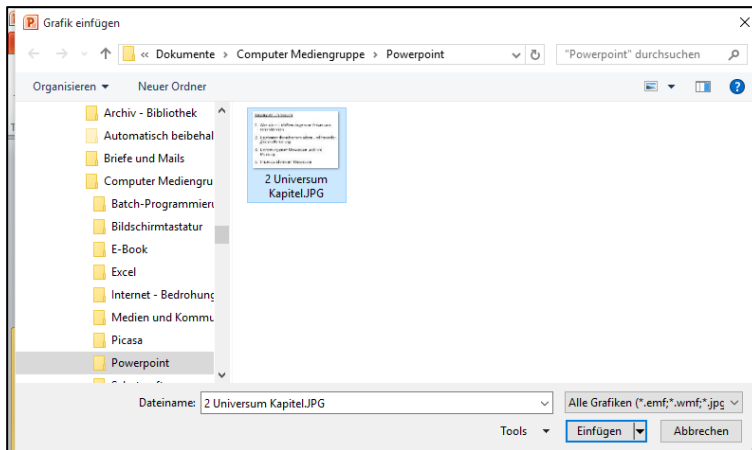 Grafik einfügen
« Dokumente > Computer Mediengruppe > Powerpoint
"Powerpoint" durchsuchen
Organisieren
Neuer Ordner
Archiv - Bibliothek
Automatisch beibehal
Briefe und Mails
Computer Mediengru
Batch-Programmieru
Bildschirmtastatur
E-Book
Excel
Internet - Bedrohung
Medien und Kommu
Picasa
Powerpoint
2 Universum
Kapitel.JPG
Dateiname:
2 Universum Kapitel.JPG
Alle Grafiken (*.emf;*.wmf;*.jpg
Tools
Einfügen
Abbrechen